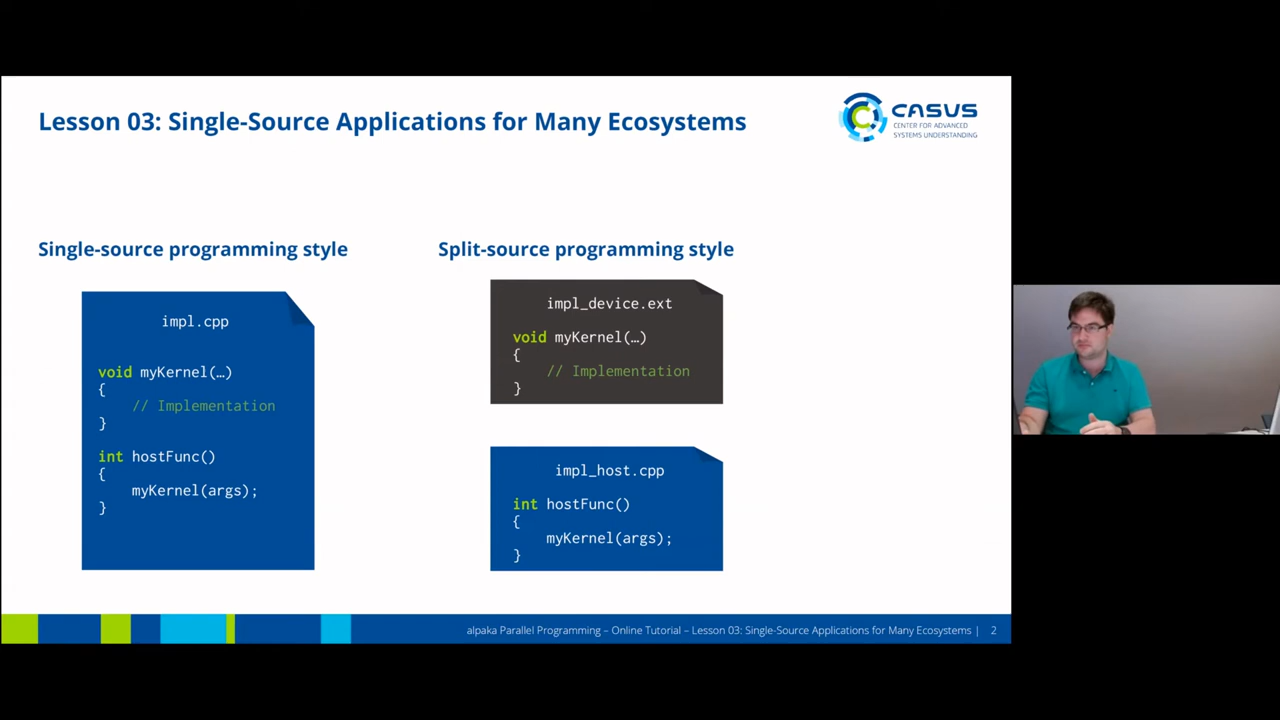 Lesson 03: Single-Source Applications for Many Ecosystems
CASUS
CENTER FOR ADVANCED
SYSTEMS UNDERSTANDING
Single-source programming style
impl.cpp
void myKernel(…)
{
// Implementation
}
int hostFunc()
{
myKernel(args);
}
Split-source programming style
impl_device.ext
void myKernel(…)
{
// Implementation
}
impl_host.cpp
int hostFunc()
{
myKernel(args);
}
alpaka Parallel Programming – Online Tutorial – Lesson 03: Single-Source Applications for Many Ecosystems | 2